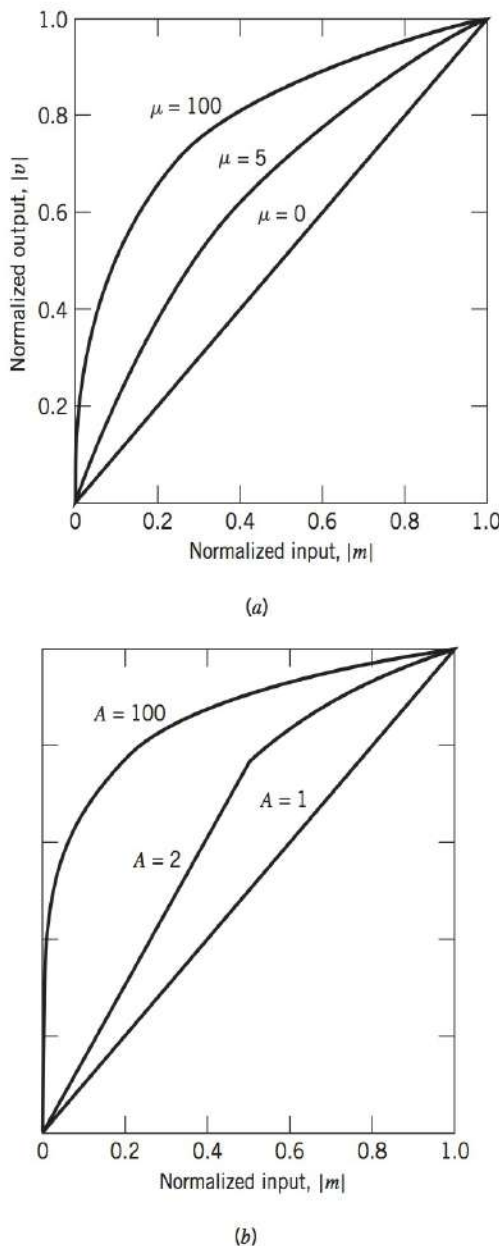 1.0
μ = 100
0.8
μ = 5
Normalized output, |v|
0.6
μ = 0
0.4
0.2
0 0.2 0.4 0.6 0.8 1.0
Normalized input, |m|
(a)
A = 100
A = 1
A = 2
0 0.2 0.4 0.6 0.8 1.0
Normalized input, |m|
(b)